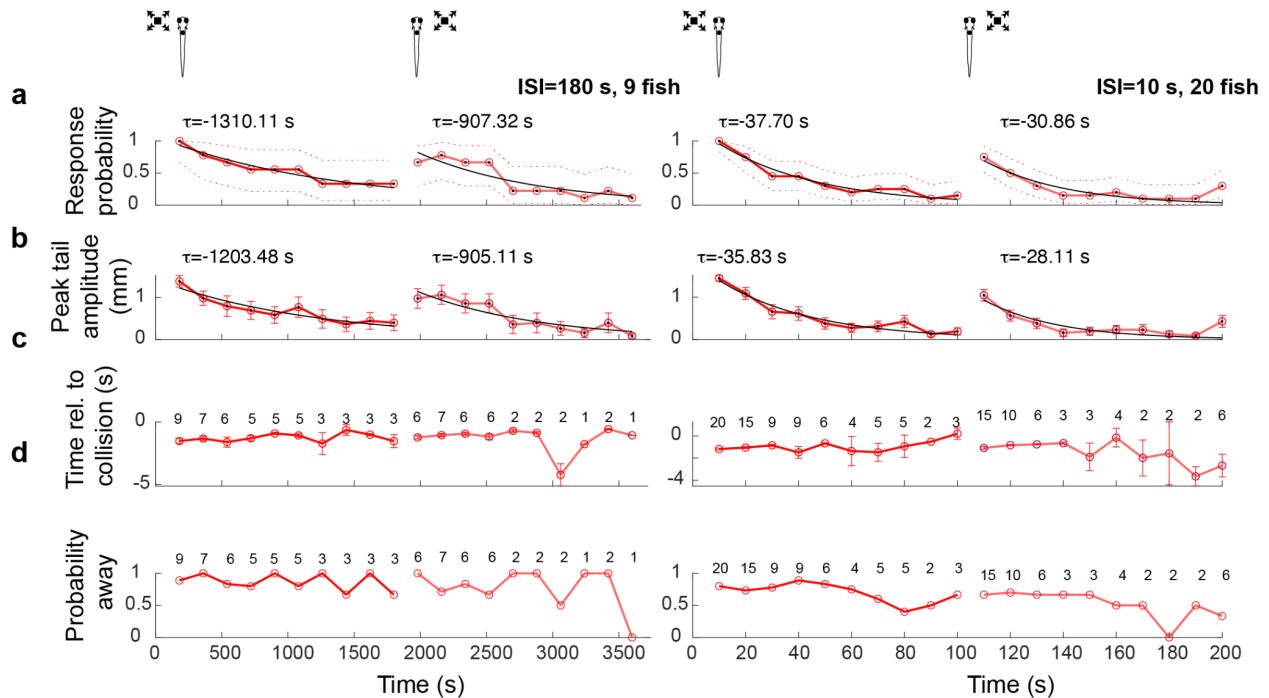 ISI=180 s, 9 fish
ISI=10 s, 20 fish
a
τ=-1310.11 s
τ=-907.32 s
τ=-37.70 s
τ=-30.86 s
Response
probability
1
0.5
0
1
0.5
0
b
τ=-1203.48 s
τ=-905.11 s
τ=-35.83 s
τ=-28.11 s
Peak tail
amplitude
(mm)
1
0
1
0
c
Time rel. to
collision (s)
0
-5
9 7 6 5 5 5 3 3 3 3
6 7 6 6 2 2 2 1 2 1
0
-2
-4
20 15 9 9 6 4 5 5 2 3
15 10 6 3 3 4 2 2 2 6
d
Probability
away
1
0.5
0
9 7 6 5 5 5 3 3 3 3
6 7 6 6 2 2 2 1 2 1
1
0.5
0
20 15 9 9 6 4 5 5 2 3
15 10 6 3 3 4 2 2 2 6
0 500 1000 1500 2000 2500 3000 3500
0 20 40 60 80 100 120 140 160 180 200
Time (s)
Time (s)